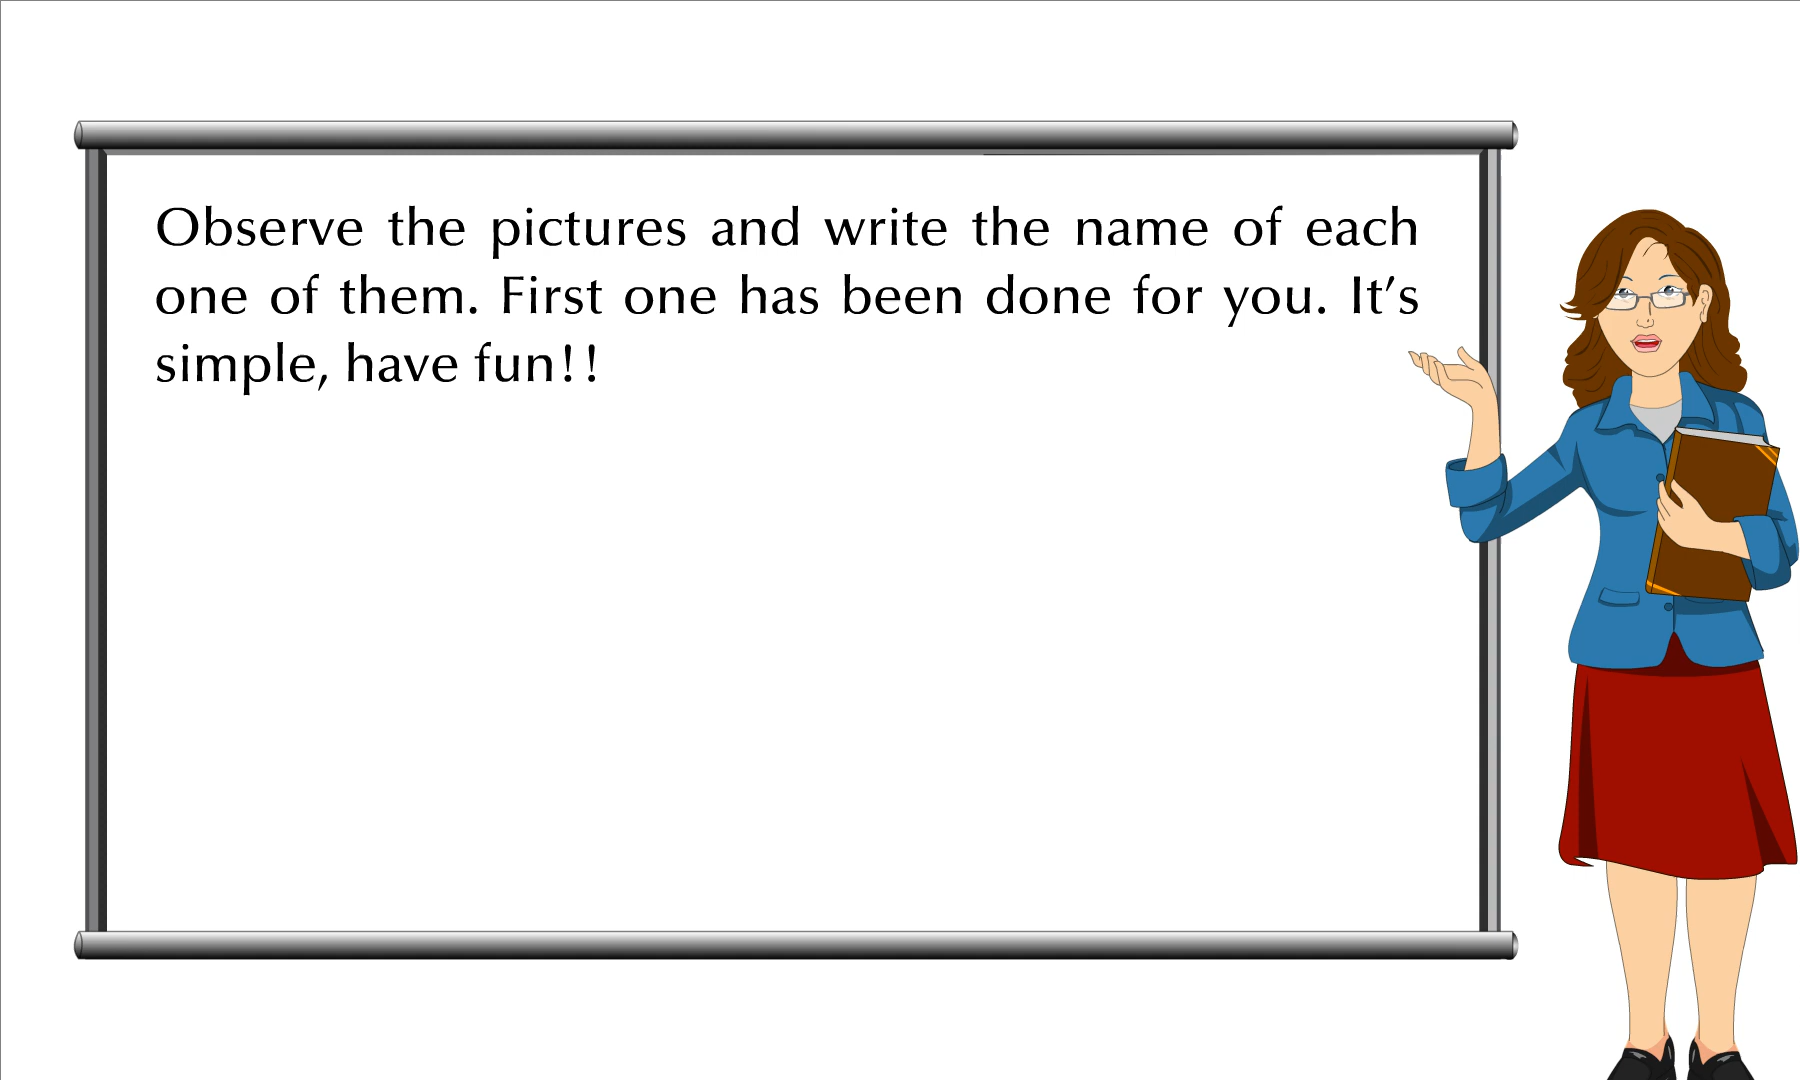 Observe the pictures and write the name of each
one of them. First one has been done for you. It’s
simple, have fun!!